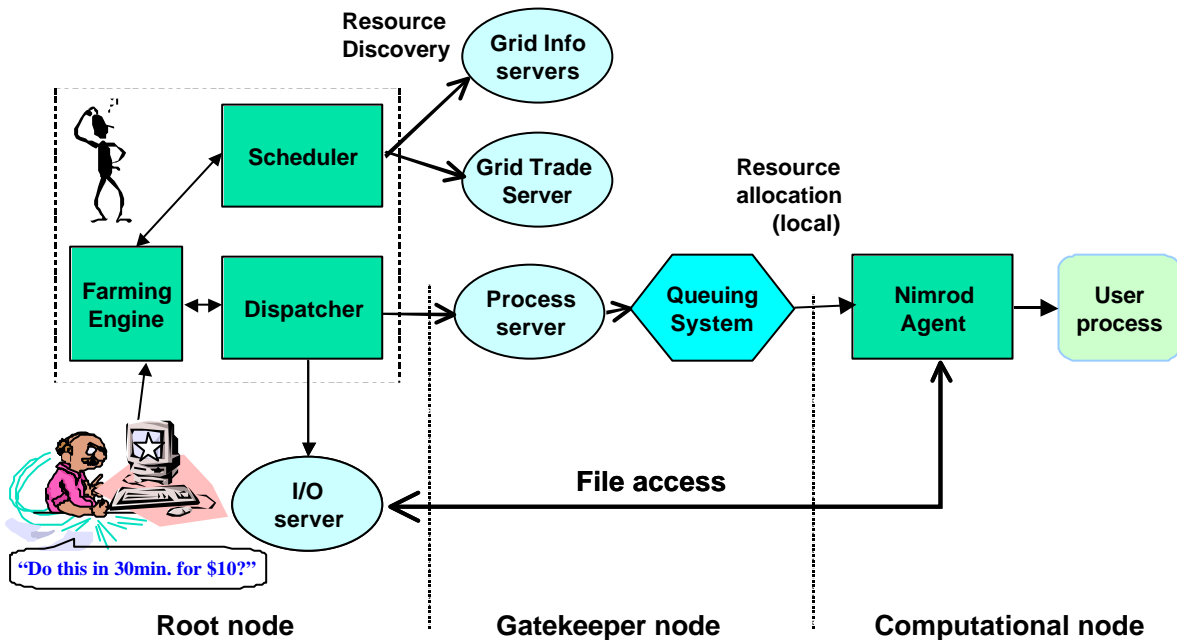 Resource
Discovery
Grid Info
servers
Scheduler
Grid Trade
Server
Resource
allocation
(local)
Farming
Engine
Dispatcher
Process
server
Queuing
System
Nimrod
Agent
User
process
I/O
server
File access
“Do this in 30min. for $10?”
Root node
Gatekeeper node
Computational node